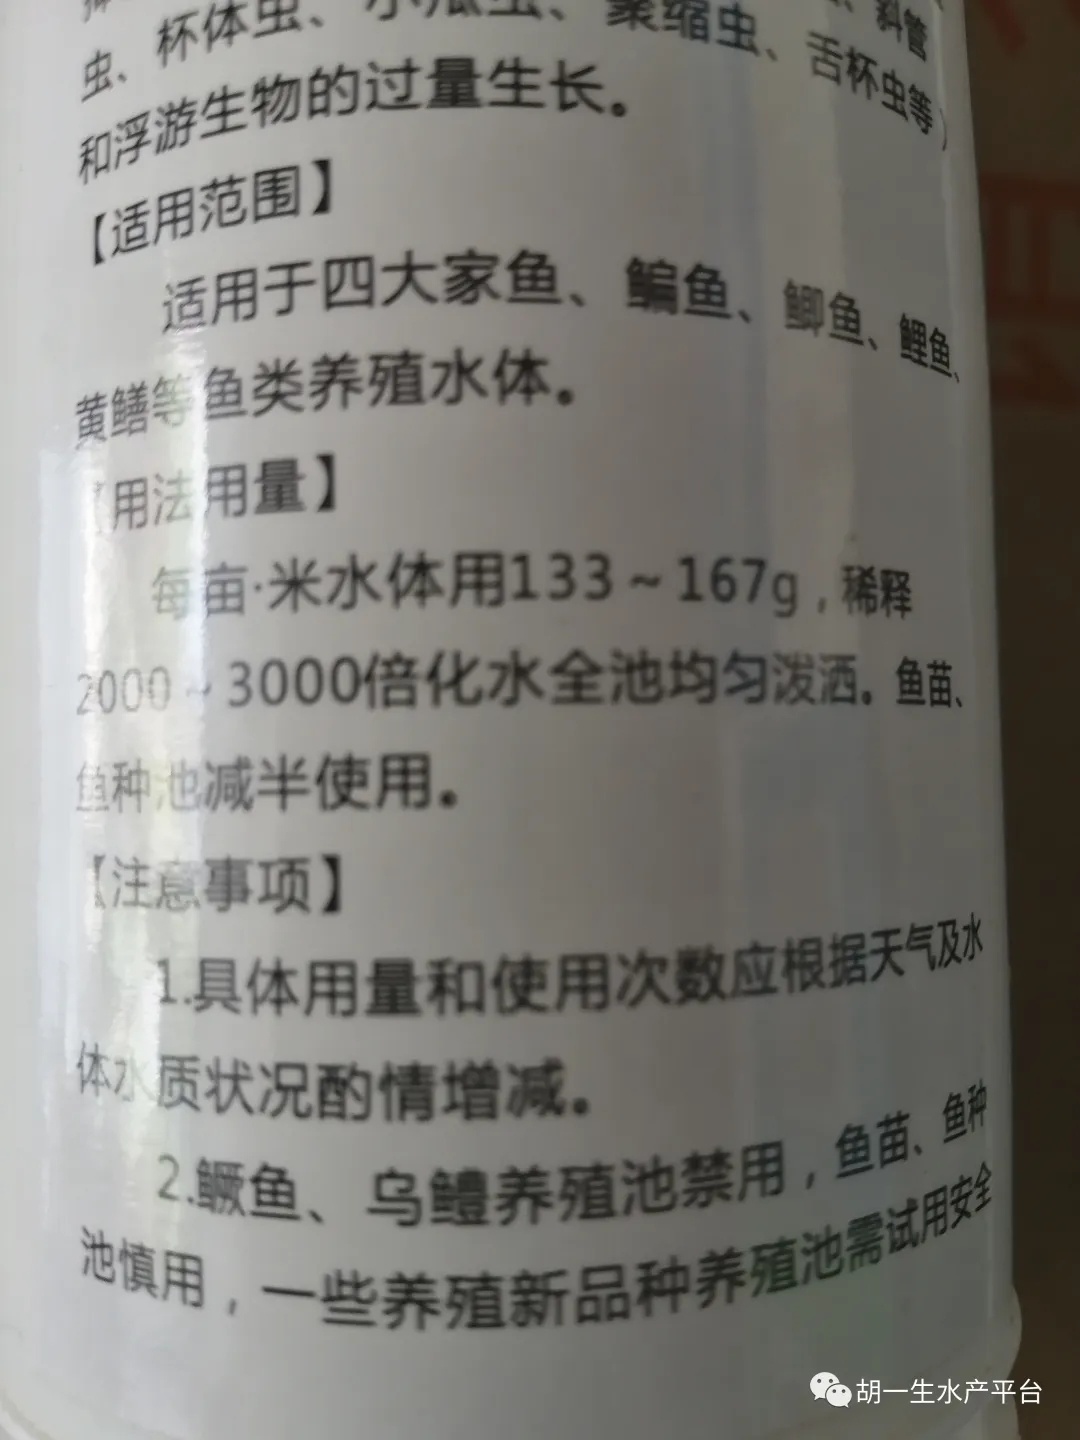 虫、杯体虫、小瓜虫、聚缩虫、舌杯虫等)
和浮游生物的过量生长。
【适用范围】
适用于四大家鱼、鳊鱼、鲫鱼、鲤鱼、
黄鳝等鱼类养殖水体。
【用法用量】
每亩·米水体用133~167g，稀释
2000~3000倍化水全池均匀泼洒。鱼苗、
鱼种池减半使用。
【注意事项】
1.具体用量和使用次数应根据天气及水
体水质状况酌情增减。
2.鳜鱼、乌鳢养殖池禁用，鱼苗、鱼种
池慎用，一些养殖新品种养殖池需试用安全
胡一生水产平台